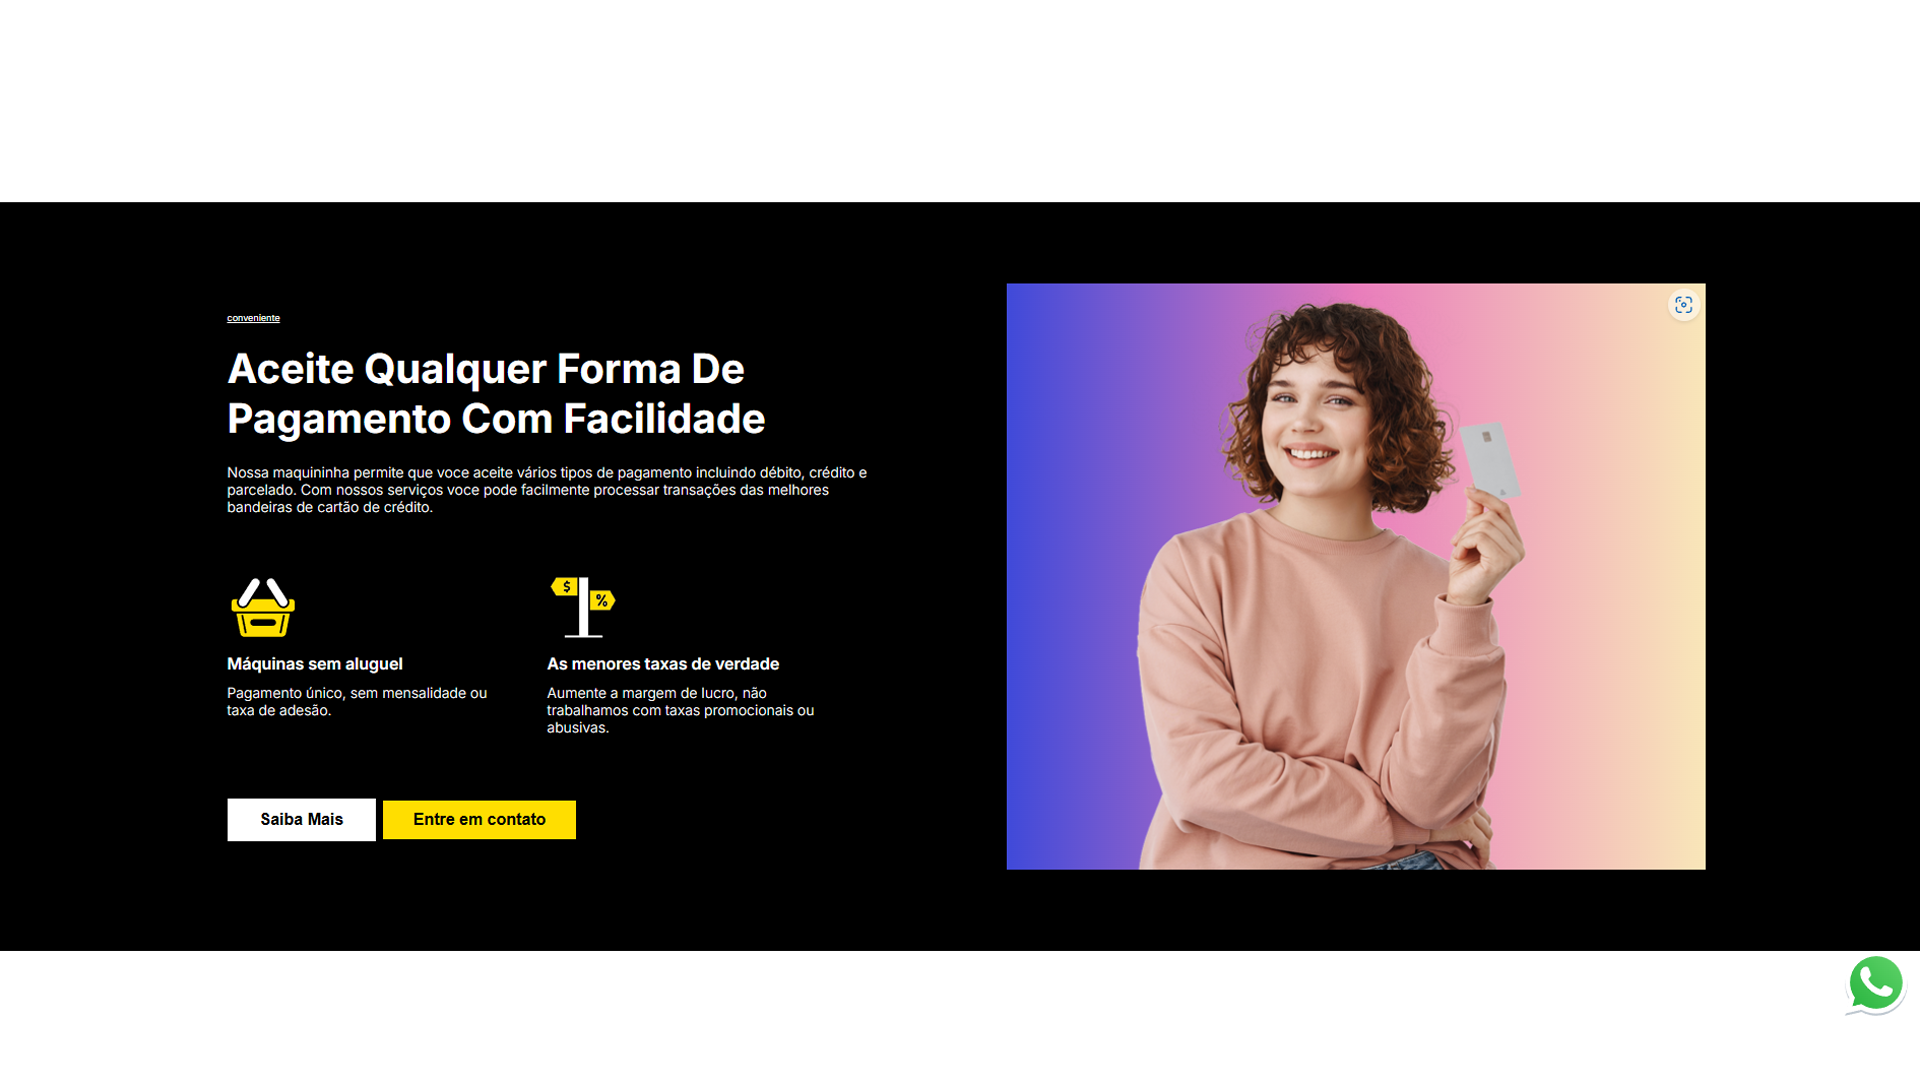 conveniente
Aceite Qualquer Forma De
Pagamento Com Facilidade
Nossa maquininha permite que voce aceite vários tipos de pagamento incluindo débito, crédito e
parcelado. Com nossos serviços voce pode facilmente processar transações das melhores
bandeiras de cartão de crédito.
$
%
Máquinas sem aluguel
Pagamento único, sem mensalidade ou
taxa de adesão.
As menores taxas de verdade
Aumente a margem de lucro, não
trabalhamos com taxas promocionais ou
abusivas.
Saiba Mais
Entre em contato